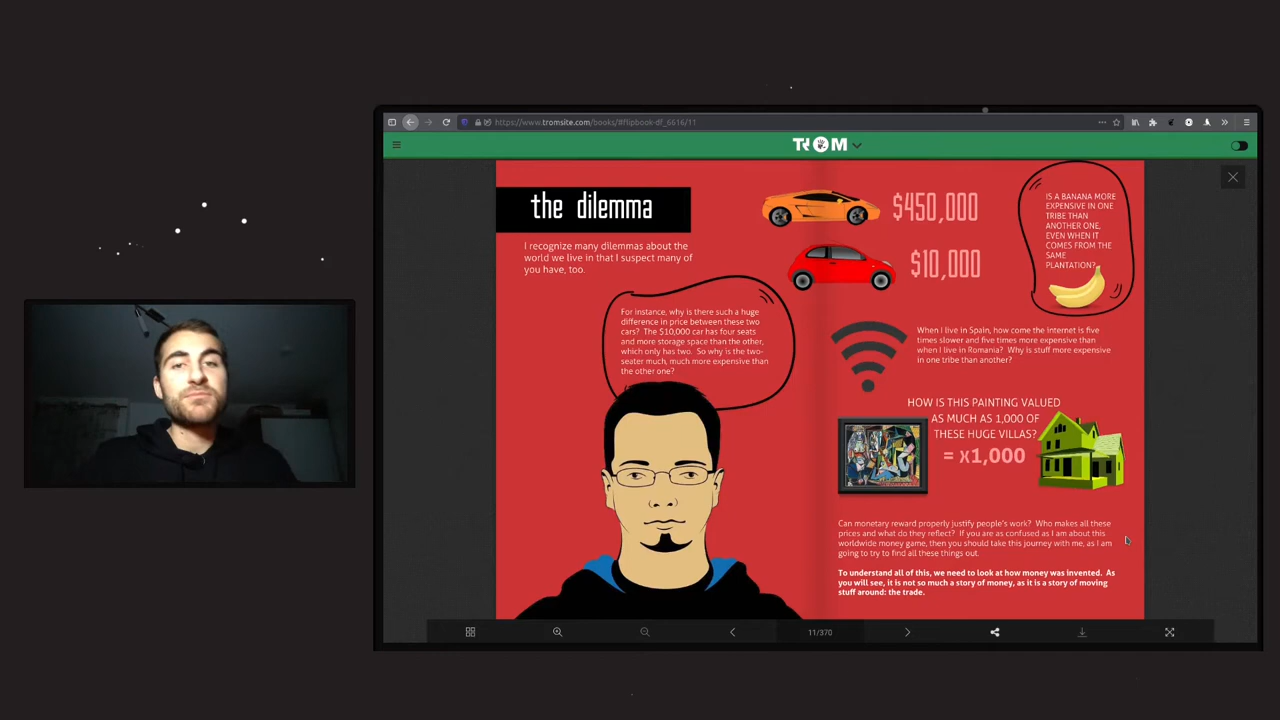 https://www.tromsite.com/books/#flipbook-df_6616/11
TROM
the dilemma
I recognize many dilemmas about the
world we live in that I suspect many of
you have, too.
For instance, why is there such a huge
difference in price between these two
cars? The $10,000 car has four seats
and more storage space than the other,
which only has two. So why is the two-
seater much, much more expensive than
the other one?
$450,000
$10,000
IS A BANANA MORE
EXPENSIVE IN ONE
TRIBE THAN
ANOTHER ONE,
EVEN WHEN IT
COMES FROM THE
SAME
PLANTATION?
When I live in Spain, how come the internet is five
times slower and five times more expensive than
when I live in Romania? Why is stuff more expensive
in one tribe than another?
HOW IS THIS PAINTING VALUED
AS MUCH AS 1,000 OF
THESE HUGE VILLAS?
= x1,000
Can monetary reward properly justify people's work? Who makes all these
prices and what do they reflect? If you are as confused as I am about this
worldwide money game, then you should take this journey with me, as I am
going to try to find all these things out.
To understand all of this, we need to look at how money was invented. As
you will see, it is not so much a story of money, as it is a story of moving
stuff around: the trade.
11/370